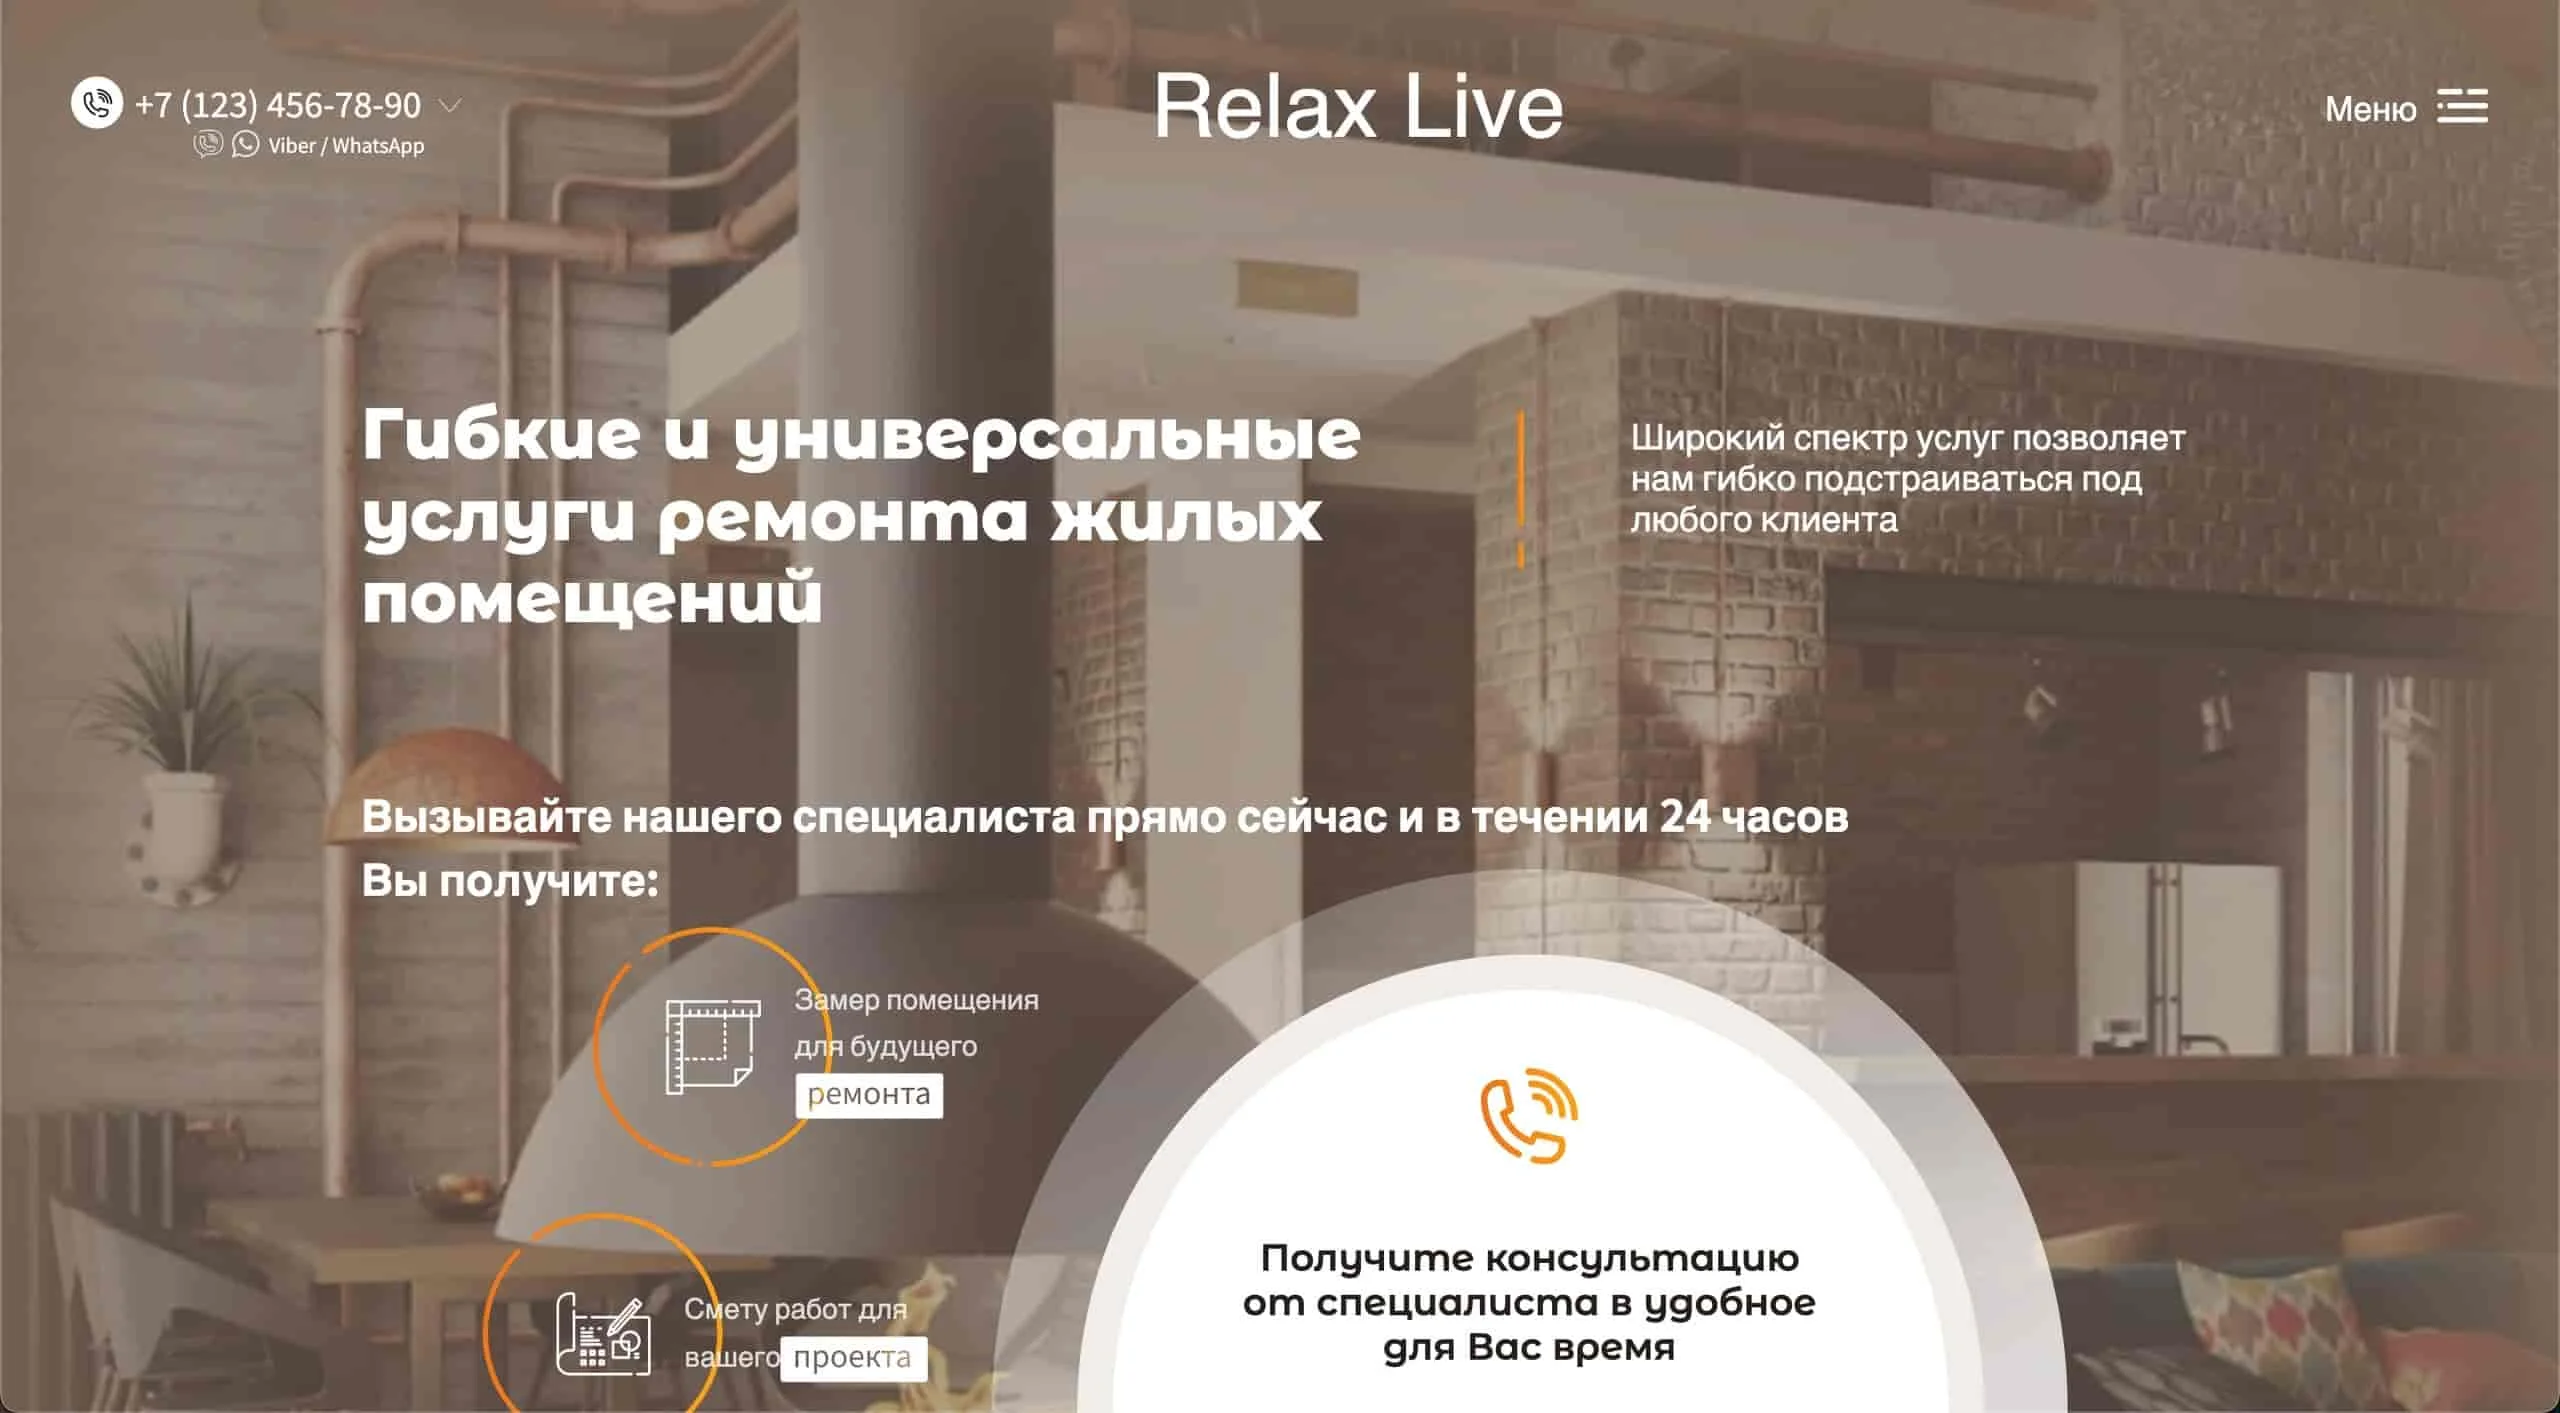 +7 (123) 456-78-90
Viber / WhatsApp
Relax Live
Меню
Гибкие и универсальные
услуги ремонта жилых
помещений
Широкий спектр услуг позволяет
нам гибко подстраиваться под
любого клиента
Вызывайте нашего специалиста прямо сейчас и в течении 24 часов
Вы получите:
Замер помещения
для будущего
ремонта
Смету работ для
вашего проекта
Получите консультацию
от специалиста в удобное
для Вас время